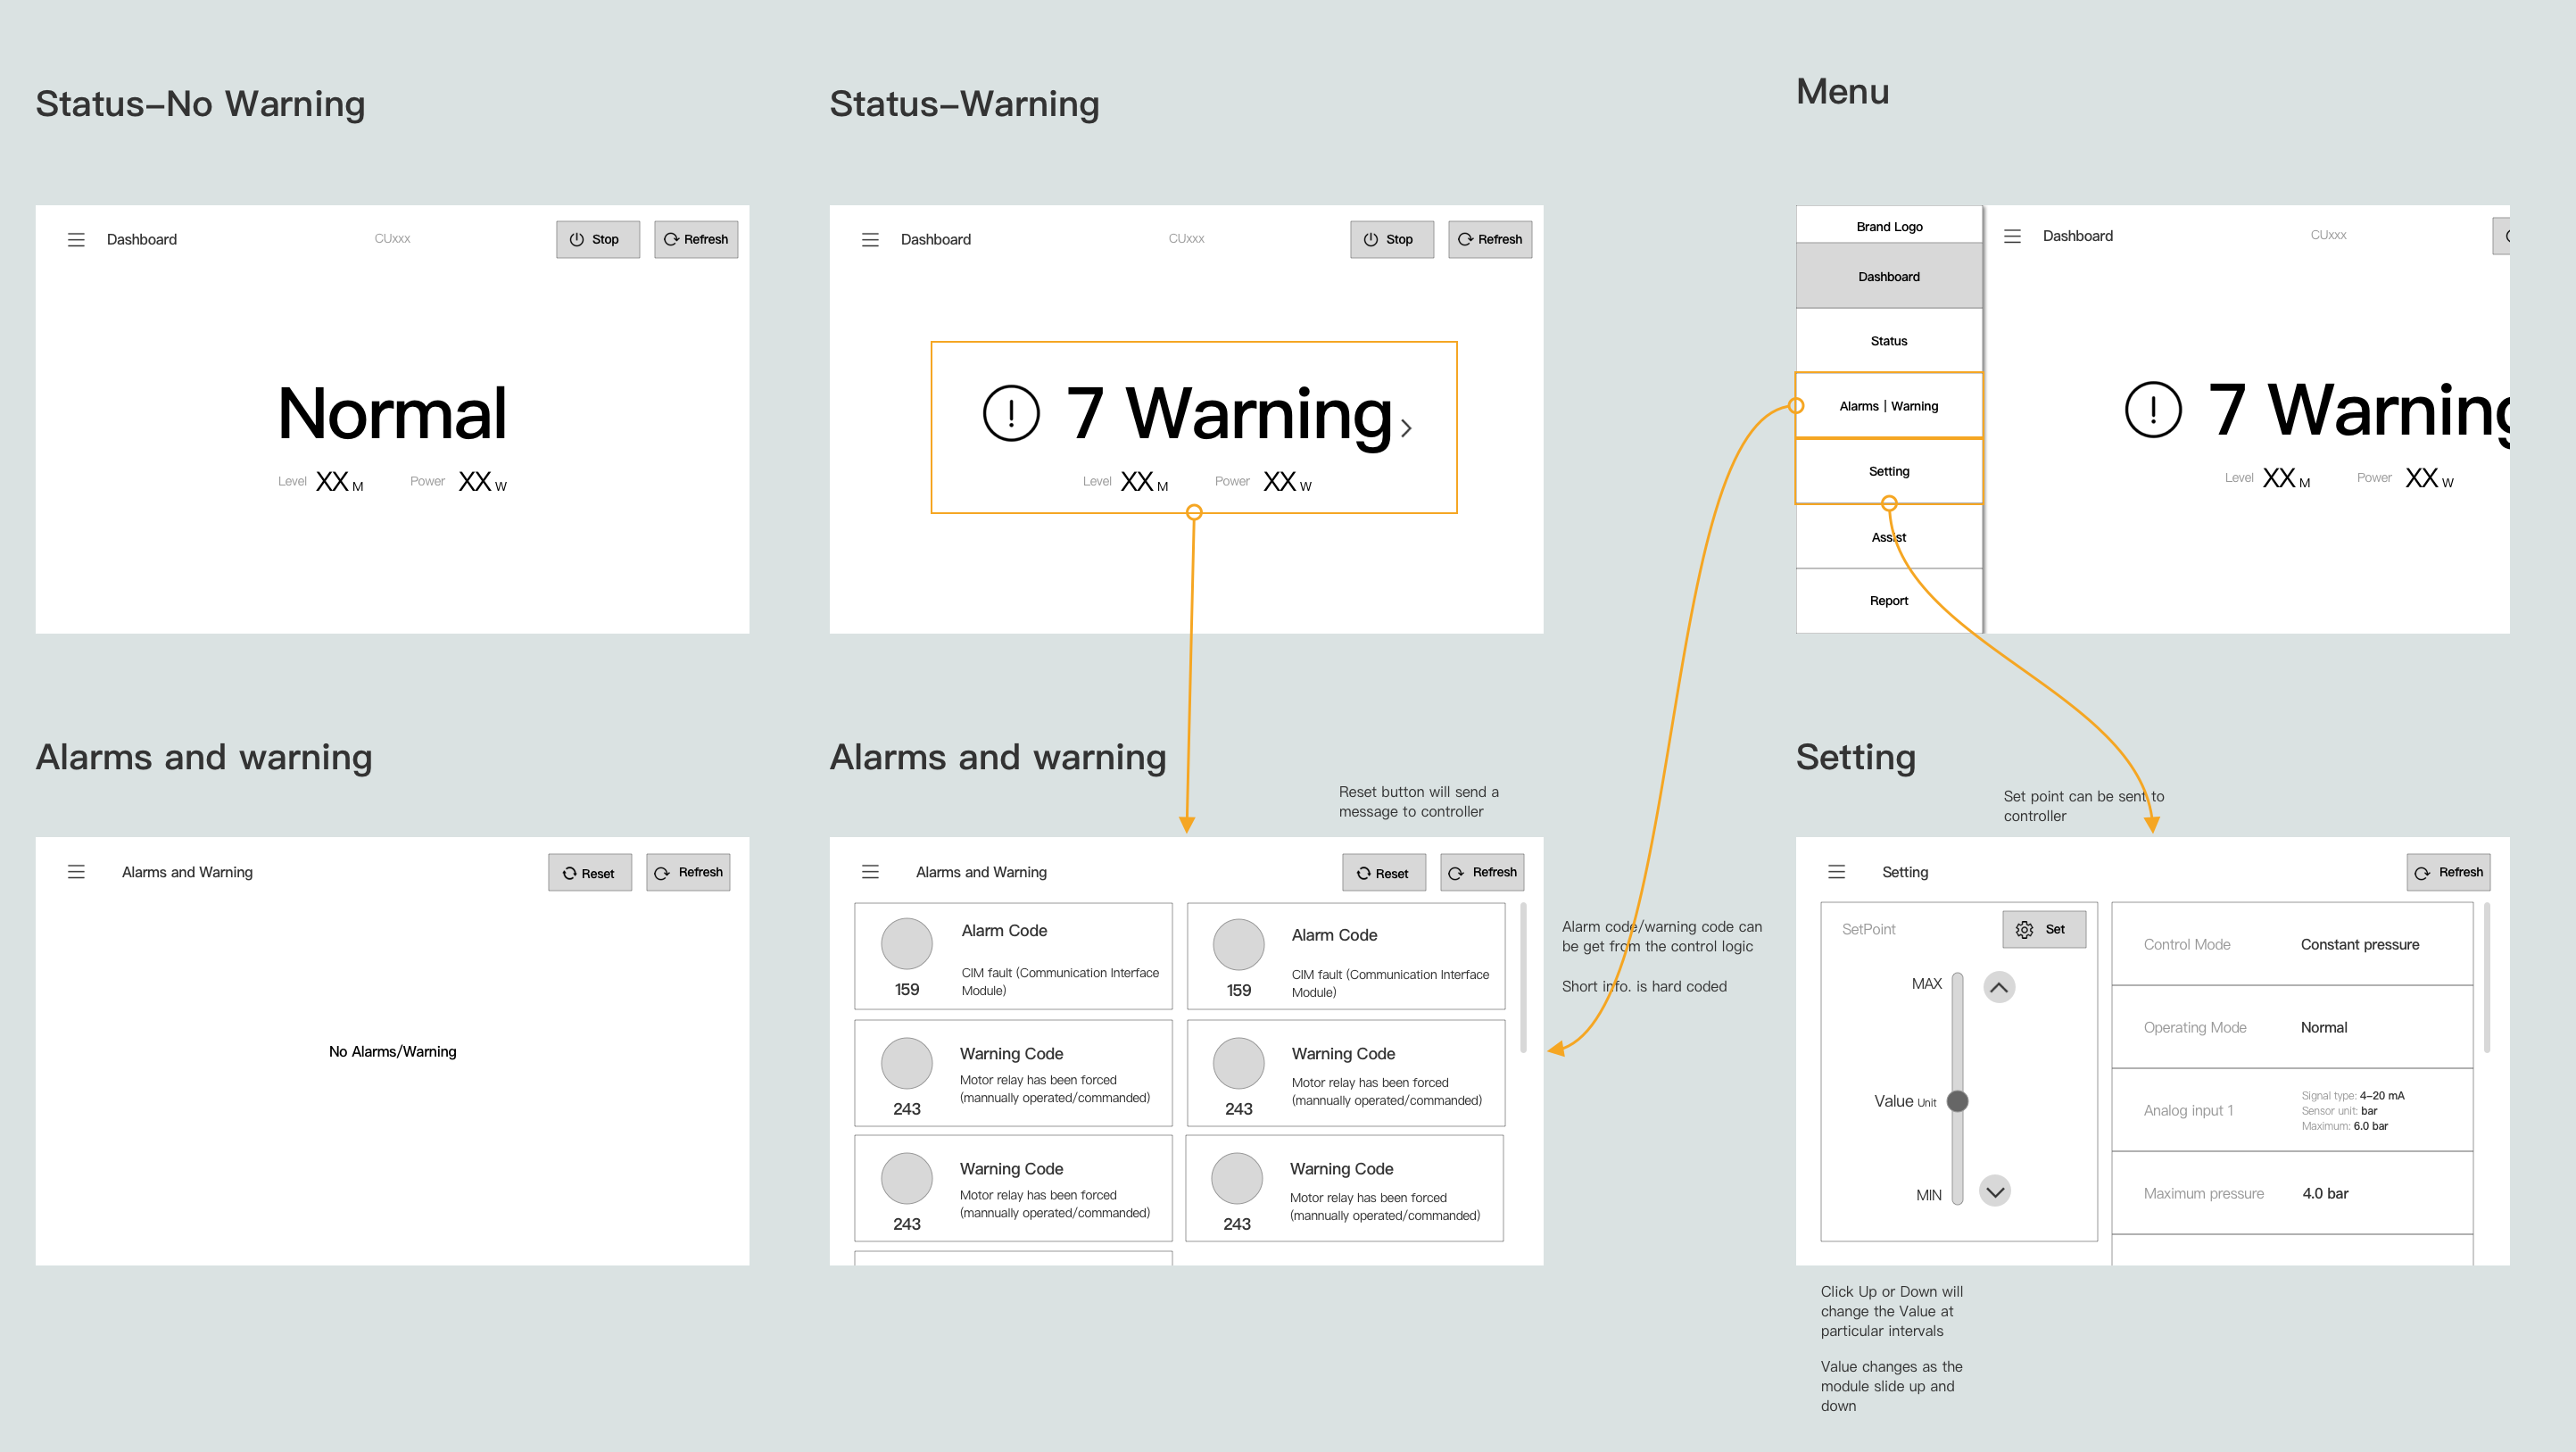 Status–No Warning
Dashboard
CUxxx
Stop
Refresh
Normal
Level XX M Power XX W
Status–Warning
Dashboard
CUxxx
Stop
Refresh
7 Warning
Level XX M Power XX W
Menu
Brand Logo
Dashboard
Status
Alarms | Warning
Setting
Assist
Report
Dashboard
CUxxx
7 Warning
Level XX M Power XX W
Alarms and warning
Alarms and Warning
Reset
Refresh
No Alarms/Warning
Alarms and warning
Reset button will send a
message to controller
Alarms and Warning
Reset
Refresh
Alarm Code
CIM fault (Communication Interface
Module)
159
Alarm Code
CIM fault (Communication Interface
Module)
159
Warning Code
Motor relay has been forced
(mannually operated/commanded)
243
Warning Code
Motor relay has been forced
(mannually operated/commanded)
243
Warning Code
Motor relay has been forced
(mannually operated/commanded)
243
Warning Code
Motor relay has been forced
(mannually operated/commanded)
243
Alarm code/warning code can
be get from the control logic
Short info. is hard coded
Setting
Set point can be sent to
controller
Setting
Refresh
SetPoint
Set
MAX
Value Unit
MIN
Control Mode Constant pressure
Operating Mode Normal
Analog input 1
Signal type: 4–20 mA
Sensor unit: bar
Maximum: 6.0 bar
Maximum pressure 4.0 bar
Click Up or Down will
change the Value at
particular intervals
Value changes as the
module slide up and
down